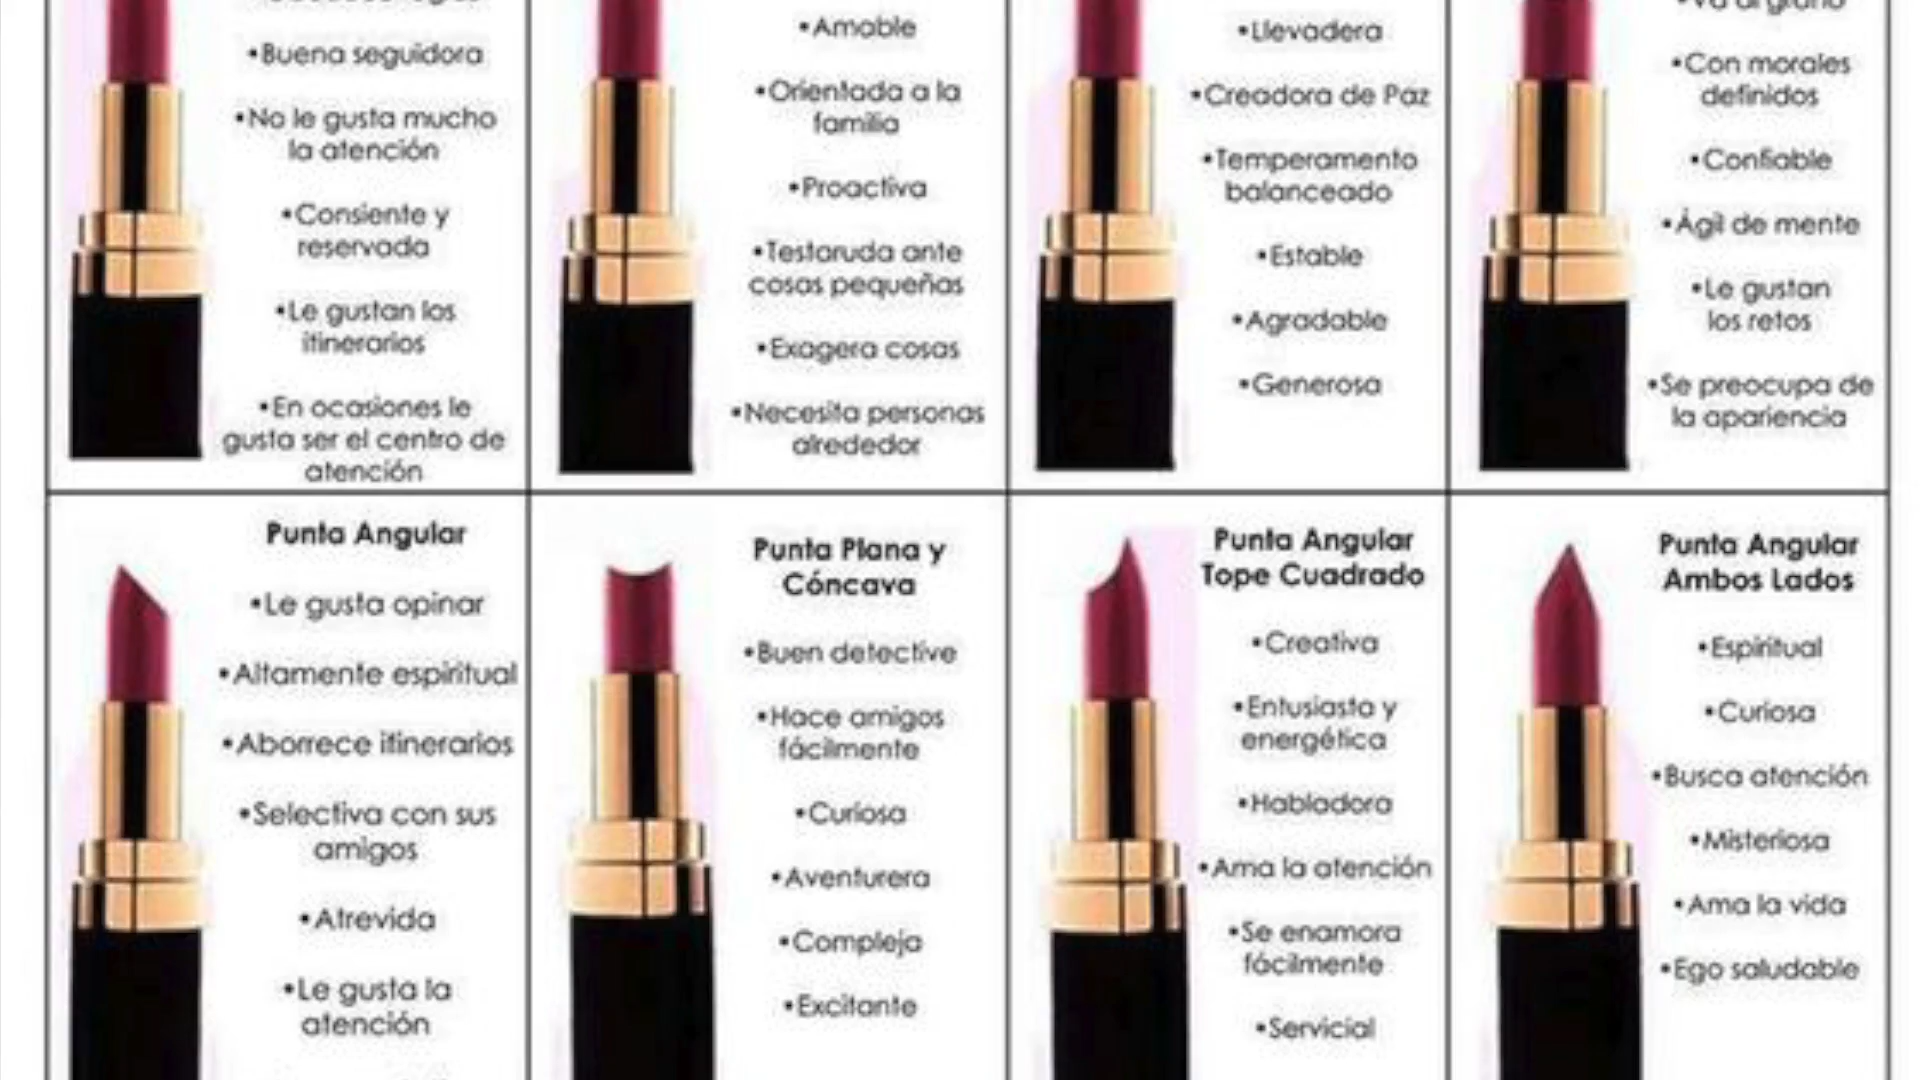 •Buena seguidora
•No le gusta mucho
la atención
•Consiente y
reservada
•Le gustan los
itinerarios
•En ocasiones le
gusta ser el centro de
atención
•Amable
•Orientada a la
familia
•Proactiva
•Testaruda ante
cosas pequeñas
•Exagera cosas
•Necesita personas
alrededor
•Llevadera
•Creadora de Paz
•Temperamento
balanceado
•Estable
•Agradable
•Generosa
•Va al grano
•Con morales
definidos
•Confiable
•Ágil de mente
•Le gustan
los retos
•Se preocupa de
la apariencia
Punta Angular
•Le gusta opinar
•Altamente espiritual
•Aborrece itinerarios
•Selectiva con sus
amigos
•Atrevida
•Le gusta la
atención
Punta Plana y
Cóncava
•Buen detective
•Hace amigos
fácilmente
•Curiosa
•Aventurera
•Compleja
•Excitante
Punta Angular
Tope Cuadrado
•Creativa
•Entusiasta y
energética
•Habladora
•Ama la atención
•Se enamora
fácilmente
•Servicial
Punta Angular
Ambos Lados
•Espiritual
•Curiosa
•Busca atención
•Misteriosa
•Ama la vida
•Ego saludable